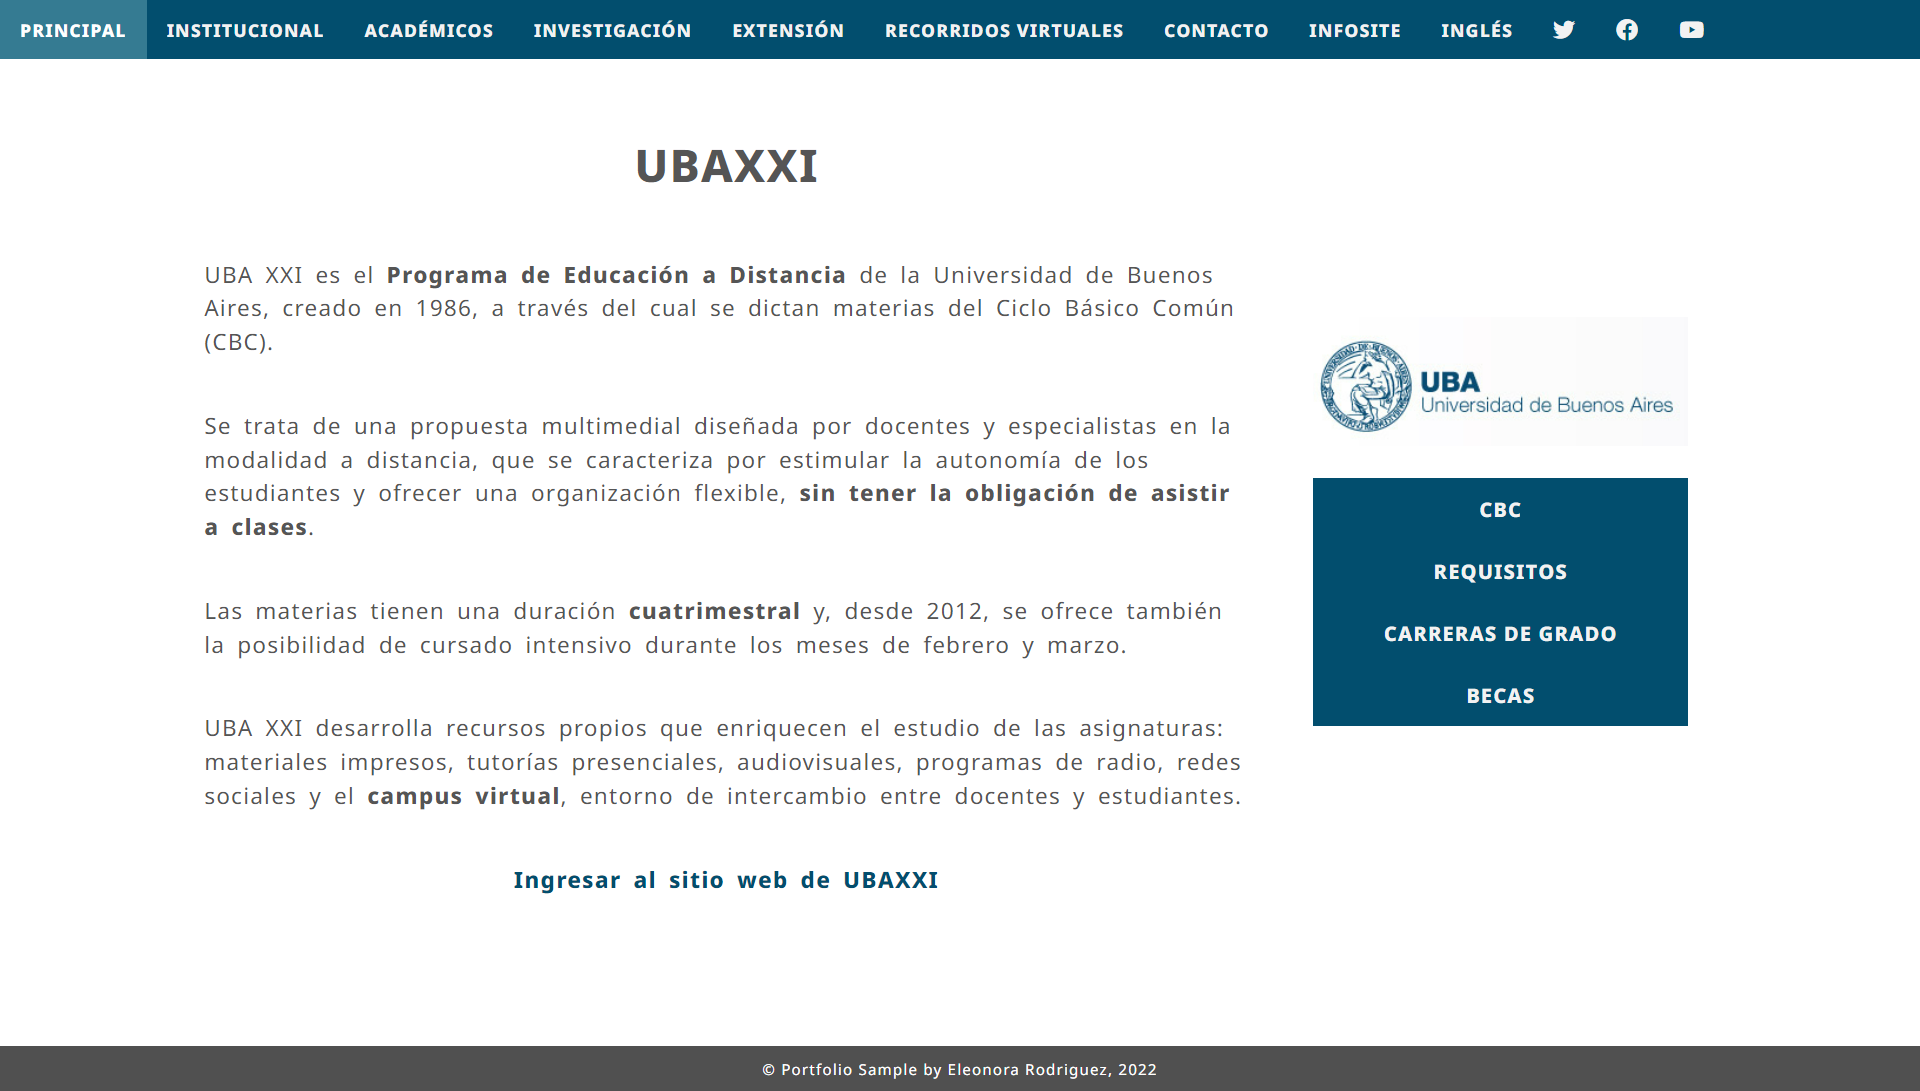 PRINCIPAL INSTITUCIONAL ACADÉMICOS INVESTIGACIÓN EXTENSIÓN RECORRIDOS VIRTUALES CONTACTO INFOSITE INGLÉS
UBAXXI
UBA XXI es el Programa de Educación a Distancia de la Universidad de Buenos
Aires, creado en 1986, a través del cual se dictan materias del Ciclo Básico Común
(CBC).
Se trata de una propuesta multimedial diseñada por docentes y especialistas en la
modalidad a distancia, que se caracteriza por estimular la autonomía de los
estudiantes y ofrecer una organización flexible, sin tener la obligación de asistir
a clases.
Las materias tienen una duración cuatrimestral y, desde 2012, se ofrece también
la posibilidad de cursado intensivo durante los meses de febrero y marzo.
UBA XXI desarrolla recursos propios que enriquecen el estudio de las asignaturas:
materiales impresos, tutorías presenciales, audiovisuales, programas de radio, redes
sociales y el campus virtual, entorno de intercambio entre docentes y estudiantes.
Ingresar al sitio web de UBAXXI
UBA
Universidad de Buenos Aires
CBC
REQUISITOS
CARRERAS DE GRADO
BECAS
© Portfolio Sample by Eleonora Rodriguez, 2022